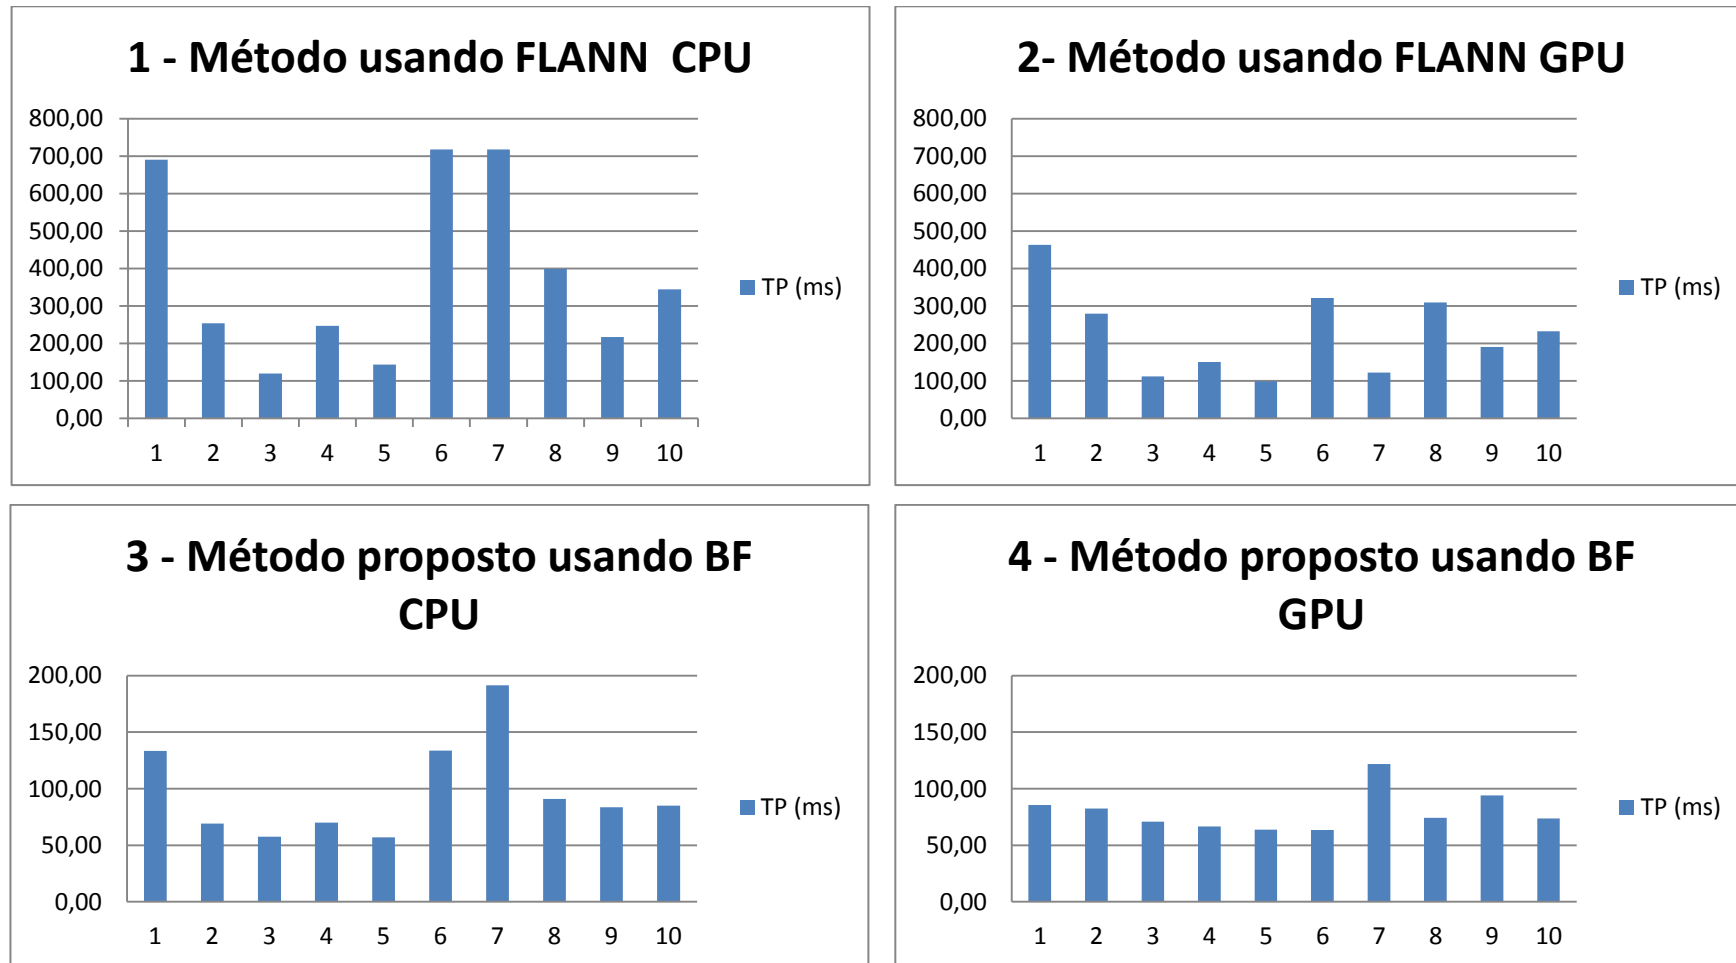 1 - Método usando FLANN  CPU
800,00
700,00
600,00
500,00
400,00
300,00
200,00
100,00
0,00
1 2 3 4 5 6 7 8 9 10
TP (ms)
2- Método usando FLANN GPU
800,00
700,00
600,00
500,00
400,00
300,00
200,00
100,00
0,00
1 2 3 4 5 6 7 8 9 10
TP (ms)
3 - Método proposto usando BF
CPU
200,00
150,00
100,00
50,00
0,00
1 2 3 4 5 6 7 8 9 10
TP (ms)
4 - Método proposto usando BF
GPU
200,00
150,00
100,00
50,00
0,00
1 2 3 4 5 6 7 8 9 10
TP (ms)